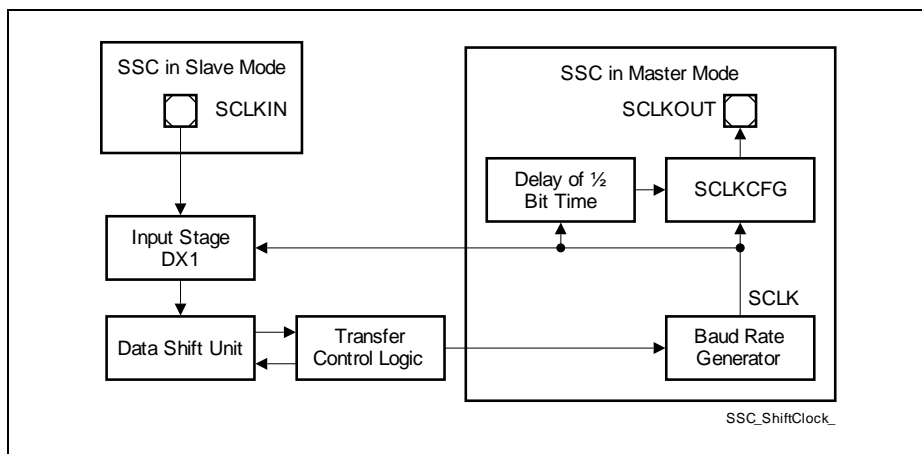 SSC in Slave Mode
SCLKIN
SSC in Master Mode
SCLKOUT
Delay of ½
Bit Time
SCLKCFG
Input Stage
DX1
SCLK
Data Shift Unit
Transfer
Control Logic
Baud Rate
Generator
SSC_ShiftClock_